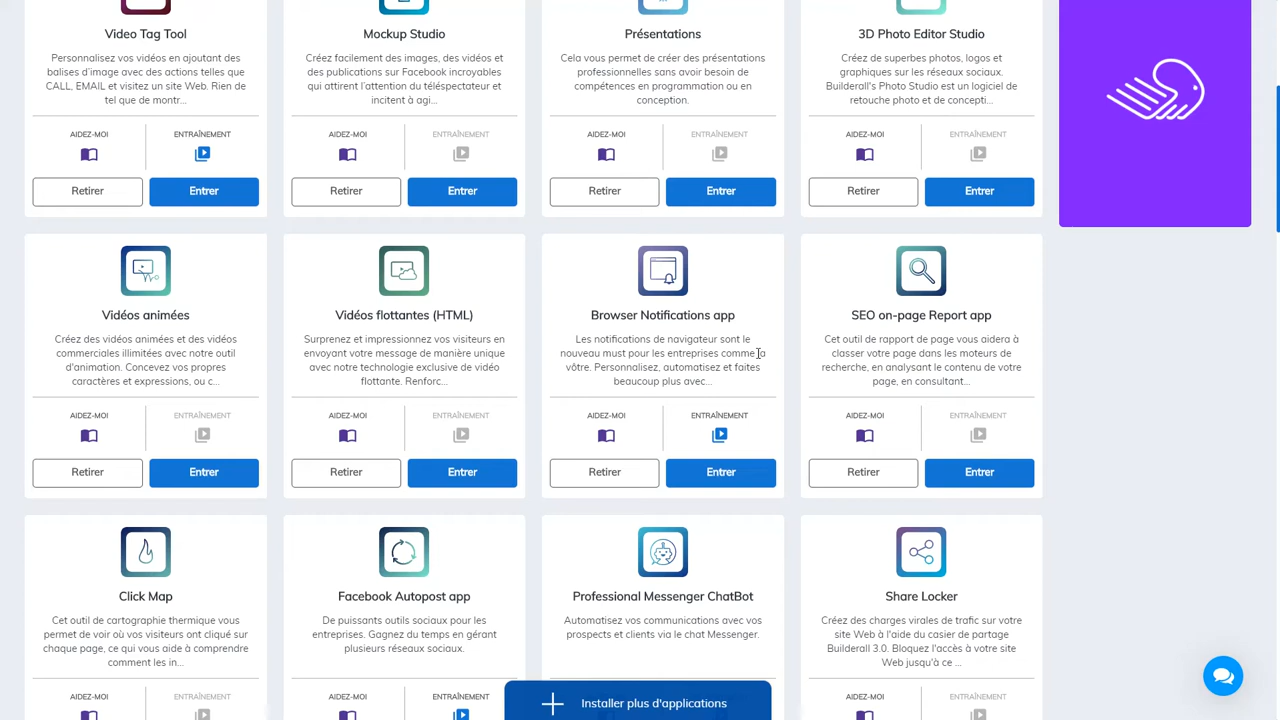 Video Tag Tool
Personnalisez vos vidéos en ajoutant des
balises d'image avec des actions telles que
CALL, EMAIL et visitez un site Web. Rien de
tel que de montr...
AIDEZ-MOI
ENTRAÎNEMENT
Retirer
Entrer
Mockup Studio
Créez facilement des images, des vidéos et
des publications sur Facebook incroyables
qui attirent l'attention du téléspectateur et
incitent à agi...
AIDEZ-MOI
ENTRAÎNEMENT
Retirer
Entrer
Présentations
Cela vous permet de créer des présentations
professionnelles sans avoir besoin de
compétences en programmation ou en
conception.
AIDEZ-MOI
ENTRAÎNEMENT
Retirer
Entrer
3D Photo Editor Studio
Créez de superbes photos, logos et
graphiques sur les réseaux sociaux.
Builderall's Photo Studio est un logiciel de
retouche photo et de concepti...
AIDEZ-MOI
ENTRAÎNEMENT
Retirer
Entrer
Vidéos animées
Créez des vidéos animées et des vidéos
commerciales illimitées avec notre outil
d'animation. Concevez vos propres
caractères et expressions, ou c...
AIDEZ-MOI
ENTRAÎNEMENT
Retirer
Entrer
Vidéos flottantes (HTML)
Surprenez et impressionnez vos visiteurs en
envoyant votre message de manière unique
avec notre technologie exclusive de vidéo
flottante. Renforc...
AIDEZ-MOI
ENTRAÎNEMENT
Retirer
Entrer
Browser Notifications app
Les notifications de navigateur sont le
nouveau must pour les entreprises comme la
vôtre. Personnalisez, automatisez et faites
beaucoup plus avec...
AIDEZ-MOI
ENTRAÎNEMENT
Retirer
Entrer
SEO on-page Report app
Cet outil de rapport de page vous aidera à
classer votre page dans les moteurs de
recherche, en analysant le contenu de votre
page, en consultant...
AIDEZ-MOI
ENTRAÎNEMENT
Retirer
Entrer
Click Map
Cet outil de cartographie thermique vous
permet de voir où vos visiteurs ont cliqué sur
chaque page, ce qui vous aide à comprendre
comment les in...
AIDEZ-MOI
ENTRAÎNEMENT
Facebook Autopost app
De puissants outils sociaux pour les
entreprises. Gagnez du temps en gérant
plusieurs réseaux sociaux.
AIDEZ-MOI
ENTRAÎNEMENT
Professional Messenger ChatBot
Automatisez vos communications avec vos
prospects et clients via le chat Messenger.
Share Locker
Créez des charges virales de trafic sur votre
site Web à l'aide du casier de partage
Builderall 3.0. Bloquez l'accès à votre site
Web jusqu'à ce ...
AIDEZ-MOI
ENTRAÎNEMENT
Installer plus d'applications